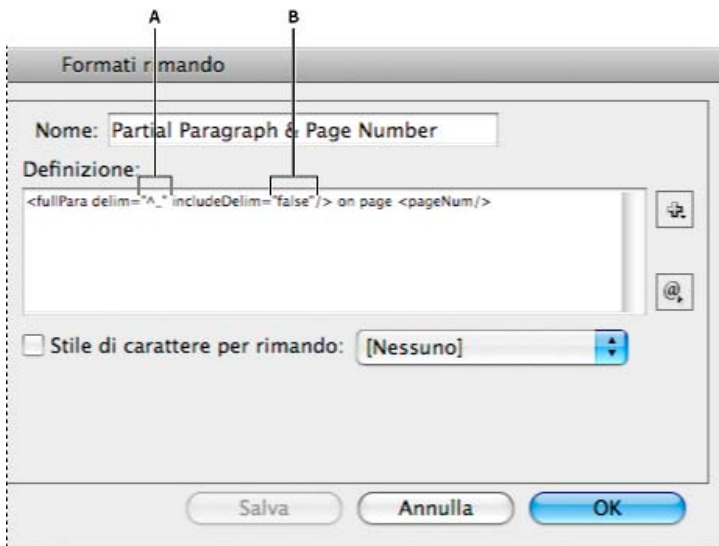 A B
Formati rimando
Nome: Partial Paragraph & Page Number
Definizione:
<fullPara delim="^_" includeDelim="false"/> on page <pageNum/>
@
Stile di carattere per rimando: [Nessuno]
Salva Annulla OK